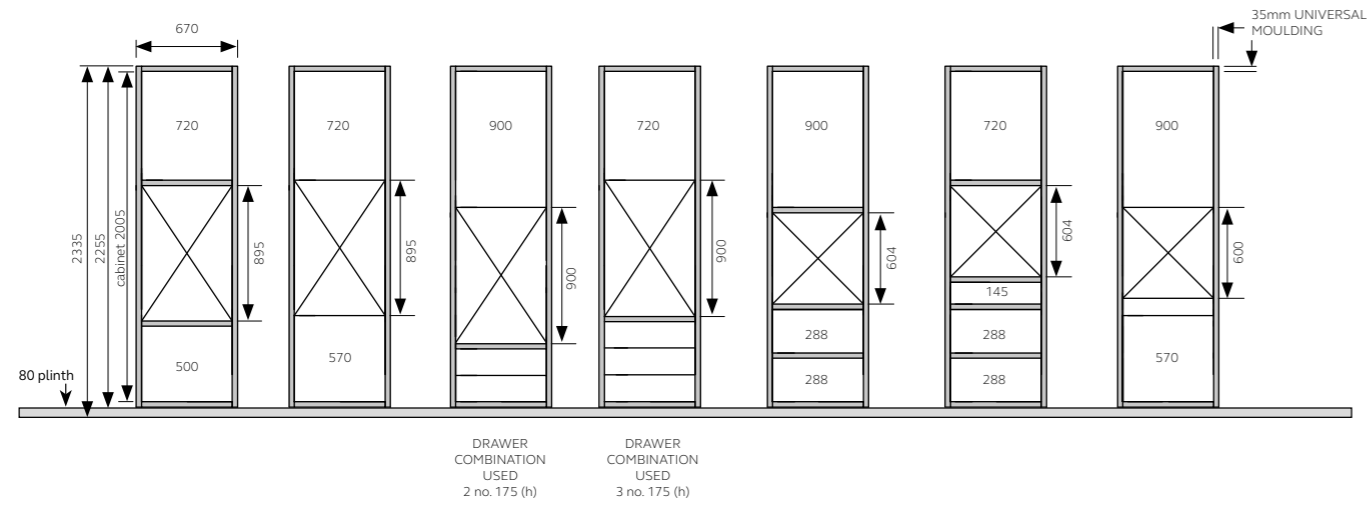 35mm UNIVERSAL
MOULDING
670
2335
2255
cabinet 2005
80 plinth
720
895
500
720
895
570
900
900
720
900
900
604
288
288
720
604
145
288
288
900
600
570
DRAWER
COMBINATION
USED
2 no. 175 (h)
DRAWER
COMBINATION
USED
3 no. 175 (h)